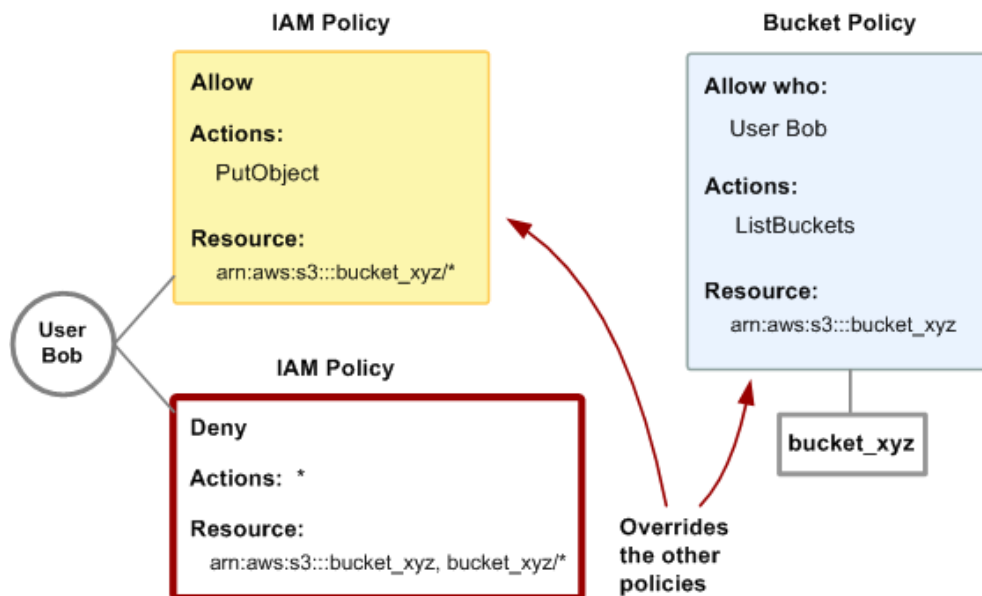 IAM Policy
Allow
Actions:
PutObject
Resource:
arn:aws:s3:::bucket_xyz/*
User
Bob
IAM Policy
Deny
Actions: *
Resource:
arn:aws:s3:::bucket_xyz, bucket_xyz/*
Overrides
the other
policies
Bucket Policy
Allow who:
User Bob
Actions:
ListBuckets
Resource:
arn:aws:s3:::bucket_xyz
bucket_xyz